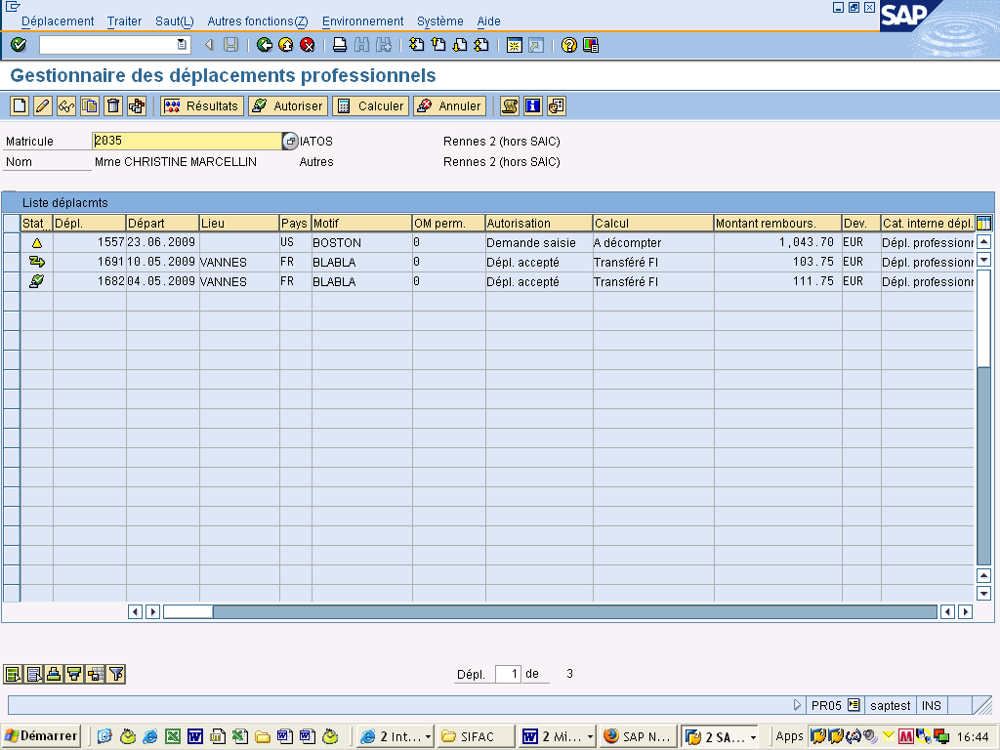 Déplacement Traiter Saut(L) Autres fonctions(Z) Environnement Système Aide
SAP
Gestionnaire des déplacements professionnels
Résultats Autoriser Calculer Annuler
Matricule 2035 IATOS Rennes 2 (hors SAIC)
Nom Mme CHRISTINE MARCELLIN Autres Rennes 2 (hors SAIC)
Liste déplacmts
Stat Dépl. Départ Lieu Pays Motif OM perm. Autorisation Calcul Montant rembours. Dev. Cat. interne dépl.
1557 23.06.2009 US BOSTON 0 Demande saisie A décompter 1,043.70 EUR Dépl. professionn
1691 10.05.2009 VANNES FR BLABLA 0 Dépl. accepté Transféré FI 103.75 EUR Dépl. professionn
1682 04.05.2009 VANNES FR BLABLA 0 Dépl. accepté Transféré FI 111.75 EUR Dépl. professionn
Dépl. 1 de 3
PR05 saptest INS
Démarrer 2 Int... SIFAC 2 Mi... SAP N... 2 SA... Apps 16:44